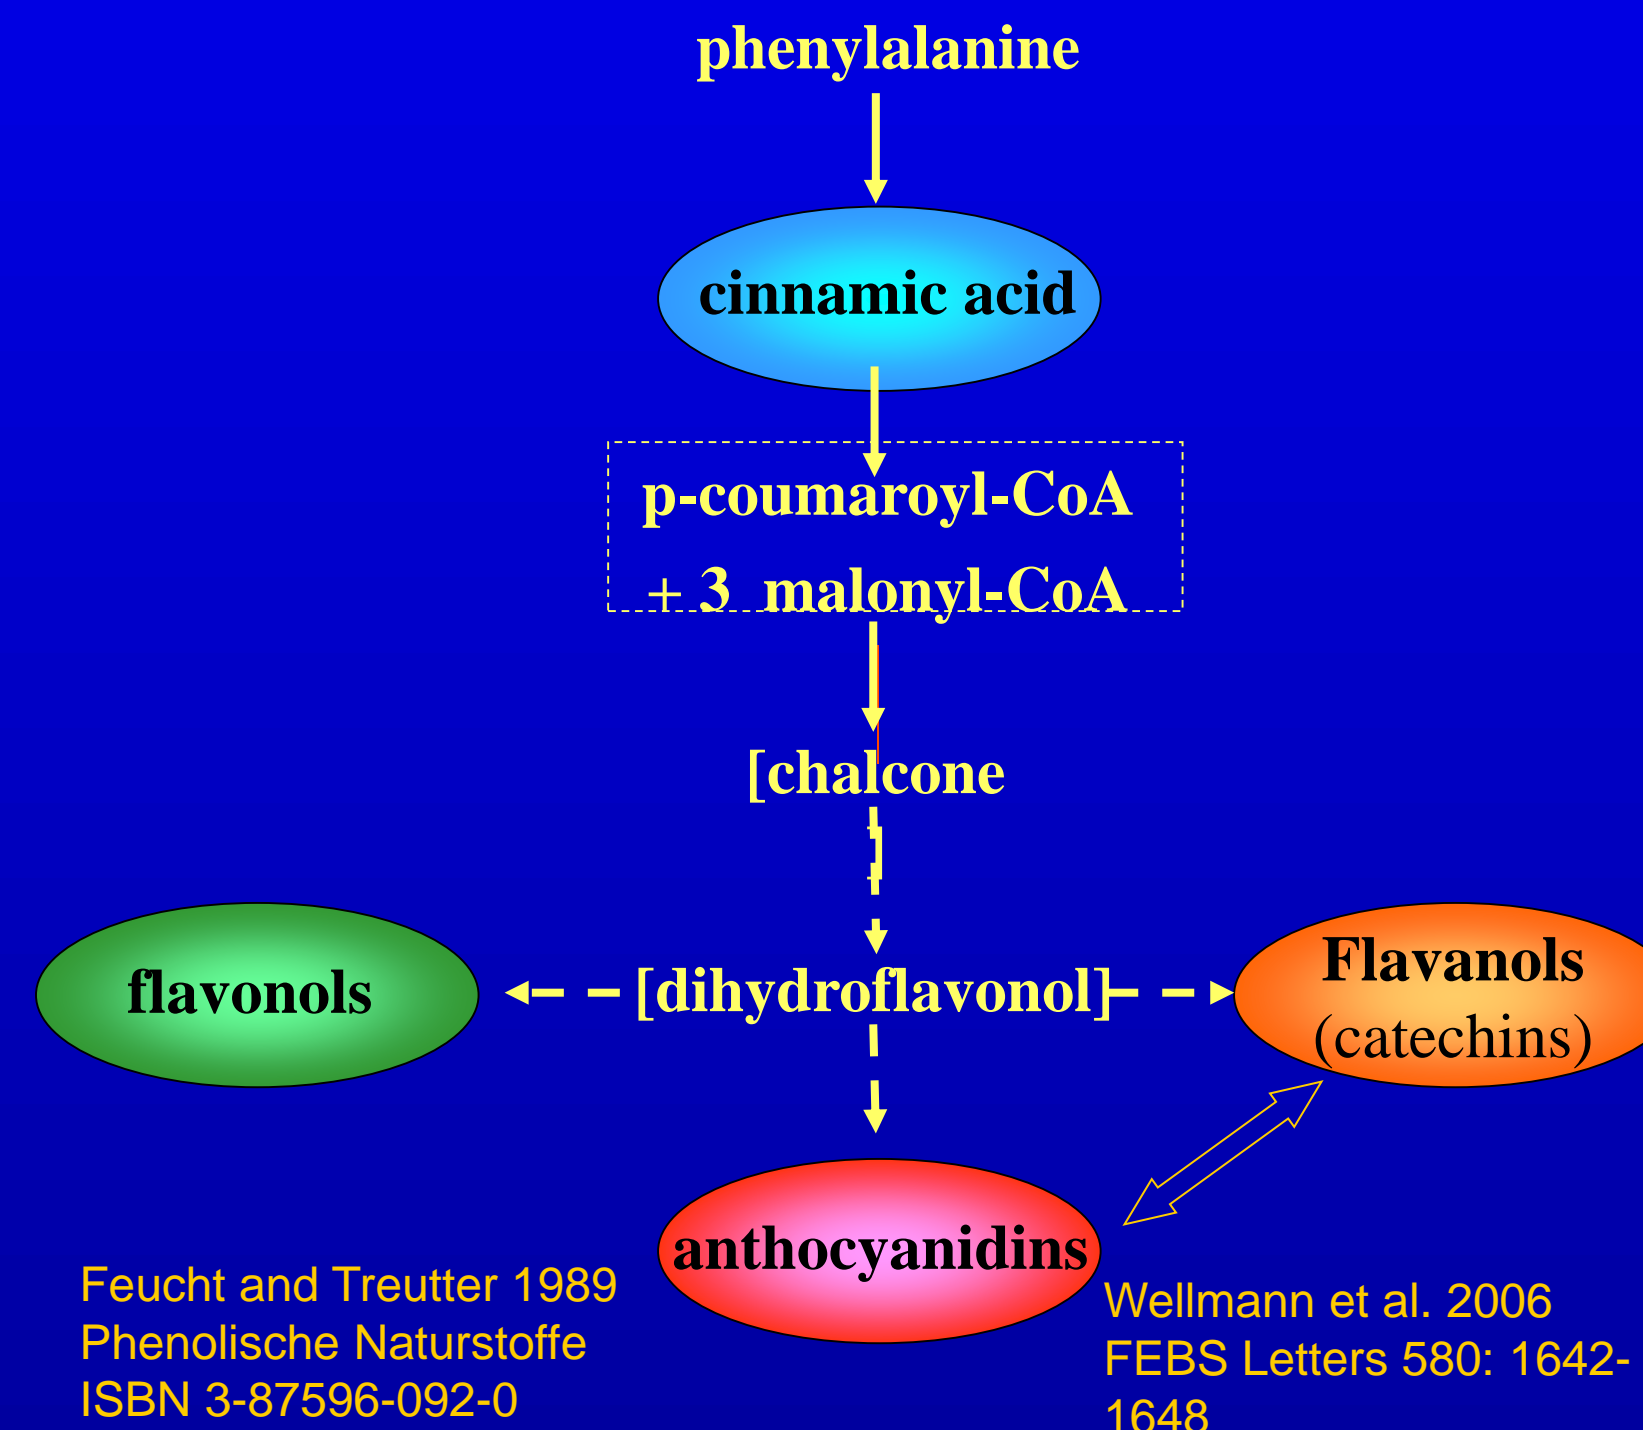 phenylalanine
cinnamic acid
p-coumaroyl-CoA
+ 3 malonyl-CoA
[chalcone
]
flavonols
[dihydroflavonol]
Flavanols
(catechins)
anthocyanidins
Feucht and Treutter 1989
Phenolische Naturstoffe
ISBN 3-87596-092-0
Wellmann et al. 2006
FEBS Letters 580: 1642-
1648